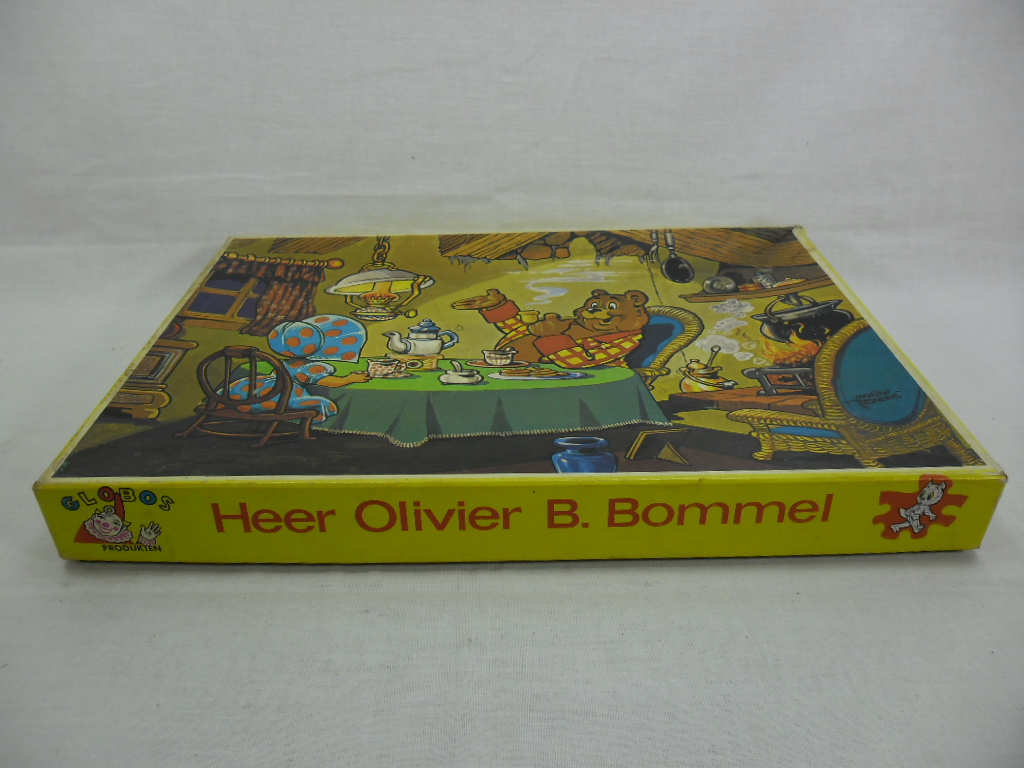 GLOBOS
PRODUKTEN
Heer Olivier B. Bommel